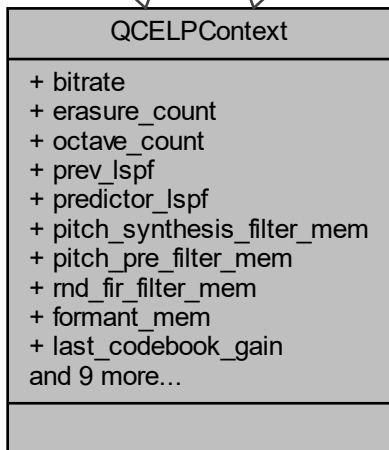 QCELPContext
+ bitrate
+ erasure_count
+ octave_count
+ prev_lspf
+ predictor_lspf
+ pitch_synthesis_filter_mem
+ pitch_pre_filter_mem
+ rnd_fir_filter_mem
+ formant_mem
+ last_codebook_gain
and 9 more...